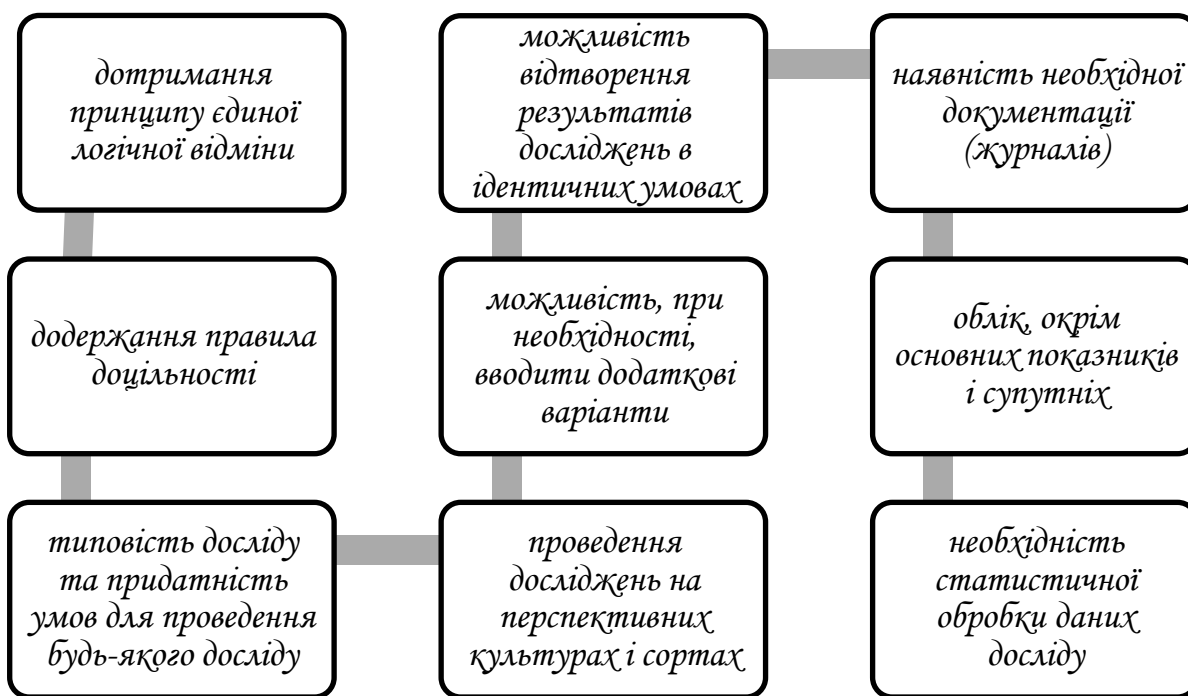 дотримання
принципу єдиної
логічної відміни
додержання правила
доцільності
типовість досліду
та придатність
умов для проведення
будь-якого досліду
проведення
досліджень на
перспективних
культурах і сортах
можливість, при
необхідності,
вводити додаткові
варіанти
можливість
відтворення
результатів
досліджень в
ідентичних умовах
наявність необхідної
документації
(журналів)
облік, окрім
основних показників
і супутніх
необхідність
статистичної
обробки даних
досліду